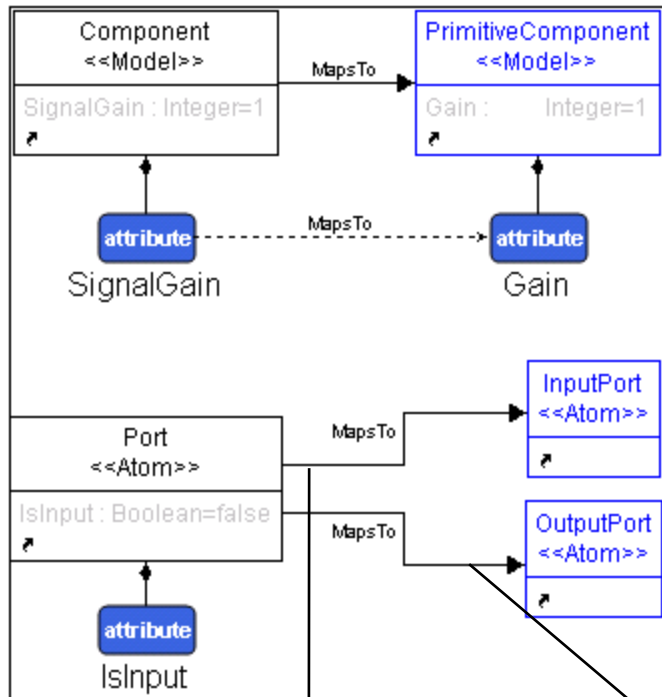 Component
<<Model>>
SignalGain : Integer=1
MapsTo
PrimitiveComponent
<<Model>>
Gain : Integer=1
attribute
SignalGain
MapsTo
attribute
Gain
Port
<<Atom>>
IsInput : Boolean=false
attribute
IsInput
MapsTo
InputPort
<<Atom>>
MapsTo
OutputPort
<<Atom>>